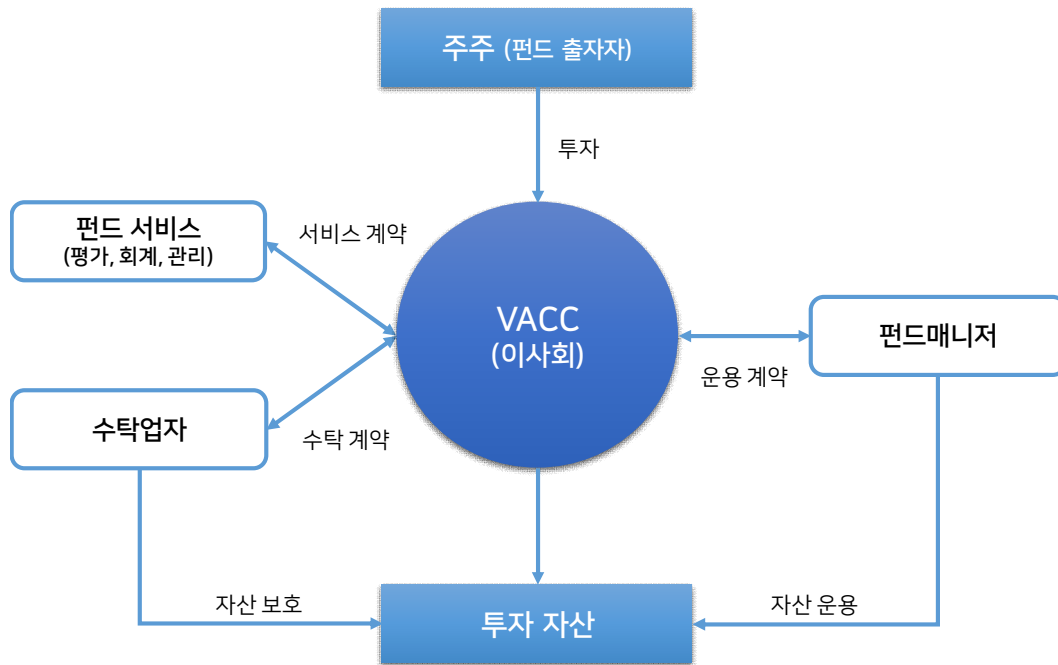 주주 (펀드 출자자)
투자
펀드 서비스
(평가, 회계, 관리)
서비스 계약
VACC
(이사회)
펀드매니저
운용 계약
수탁업자
수탁 계약
자산 보호
투자 자산
자산 운용